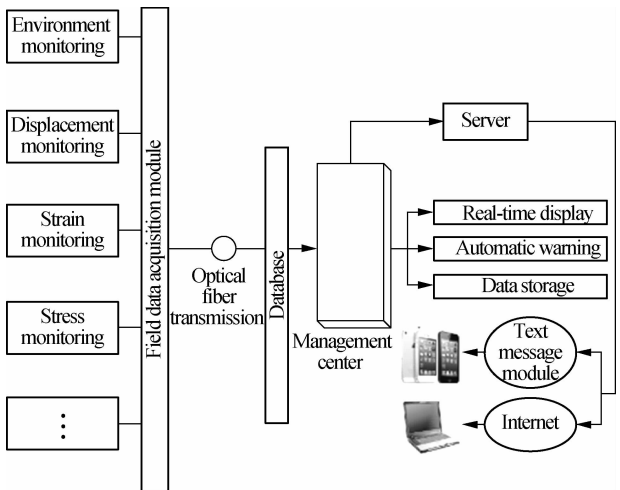 Environment
monitoring
Displacement
monitoring
Strain
monitoring
Stress
monitoring
⋮
Field data acquisition module
Optical
fiber
transmission
Database
Management
center
Server
Real-time display
Automatic warning
Data storage
Text
message
module
Internet